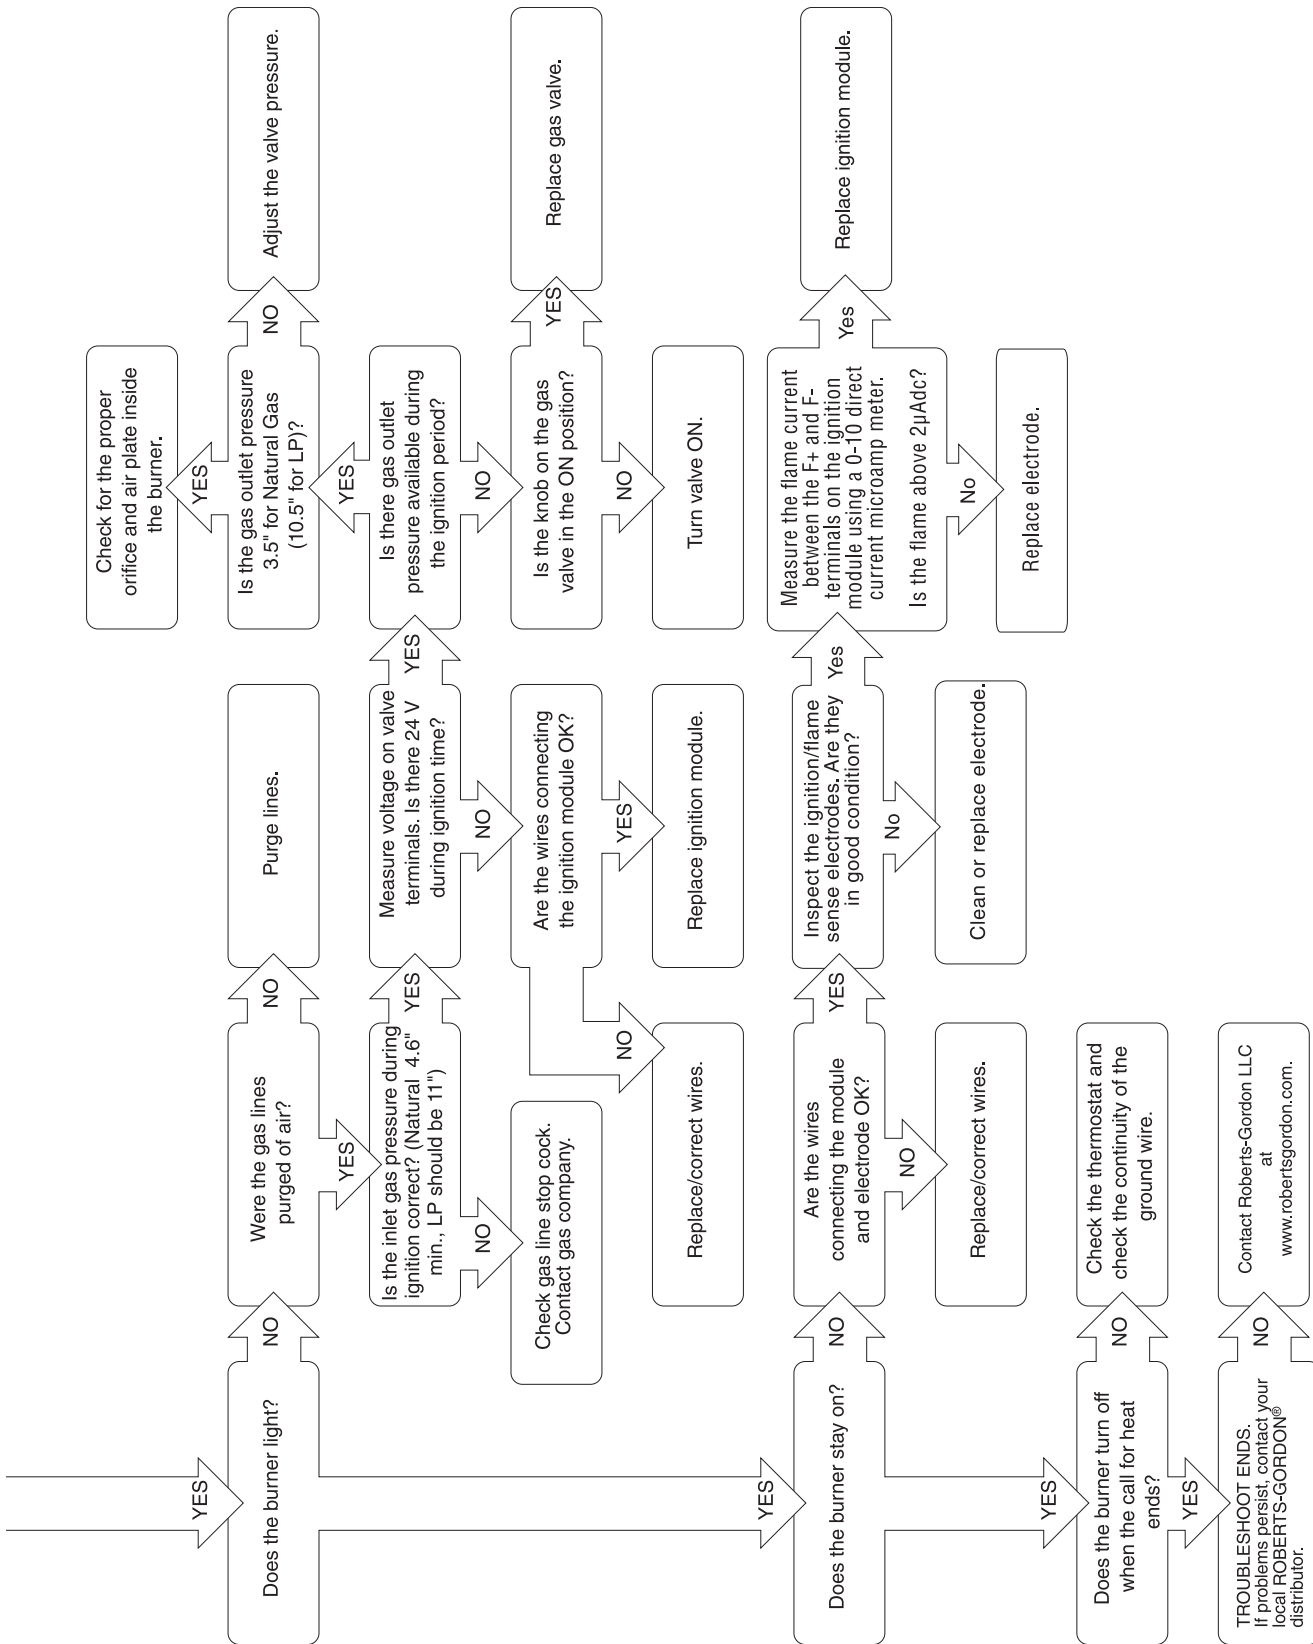 YES
Does the burner light?
NO
Were the gas lines
purged of air?
NO
Purge lines.
YES
Is the inlet gas pressure during
ignition correct? (Natural  4.6"
min., LP should be 11")
NO
Check gas line stop cock.
Contact gas company.
YES
Measure voltage on valve
terminals. Is there 24 V
during ignition time?
NO
Are the wires connecting
the ignition module OK?
NO
Replace/correct wires.
YES
Replace ignition module.
YES
Is there gas outlet
pressure available during
the ignition period?
YES
Is the gas outlet pressure
3.5" for Natural Gas
(10.5" for LP)?
YES
Check for the proper
orifice and air plate inside
the burner.
NO
Adjust the valve pressure.
NO
Is the knob on the gas
valve in the ON position?
YES
Replace gas valve.
NO
Turn valve ON.
YES
Does the burner stay on?
NO
Are the wires
connecting the module
and electrode OK?
NO
Replace/correct wires.
YES
Inspect the ignition/flame
sense electrodes. Are they
in good condition?
No
Clean or replace electrode.
Yes
Measure the flame current
between the F+ and F-
terminals on the ignition
module using a 0-10 direct
current microamp meter.
Is the flame above 2µAdc?
Yes
Replace ignition module.
No
Replace electrode.
YES
Does the burner turn off
when the call for heat
ends?
NO
Check the thermostat and
check the continuity of the
ground wire.
YES
TROUBLESHOOT ENDS.
If problems persist, contact your
local ROBERTS-GORDON®
distributor.
NO
Contact Roberts-Gordon LLC
at
www.robertsgordon.com.